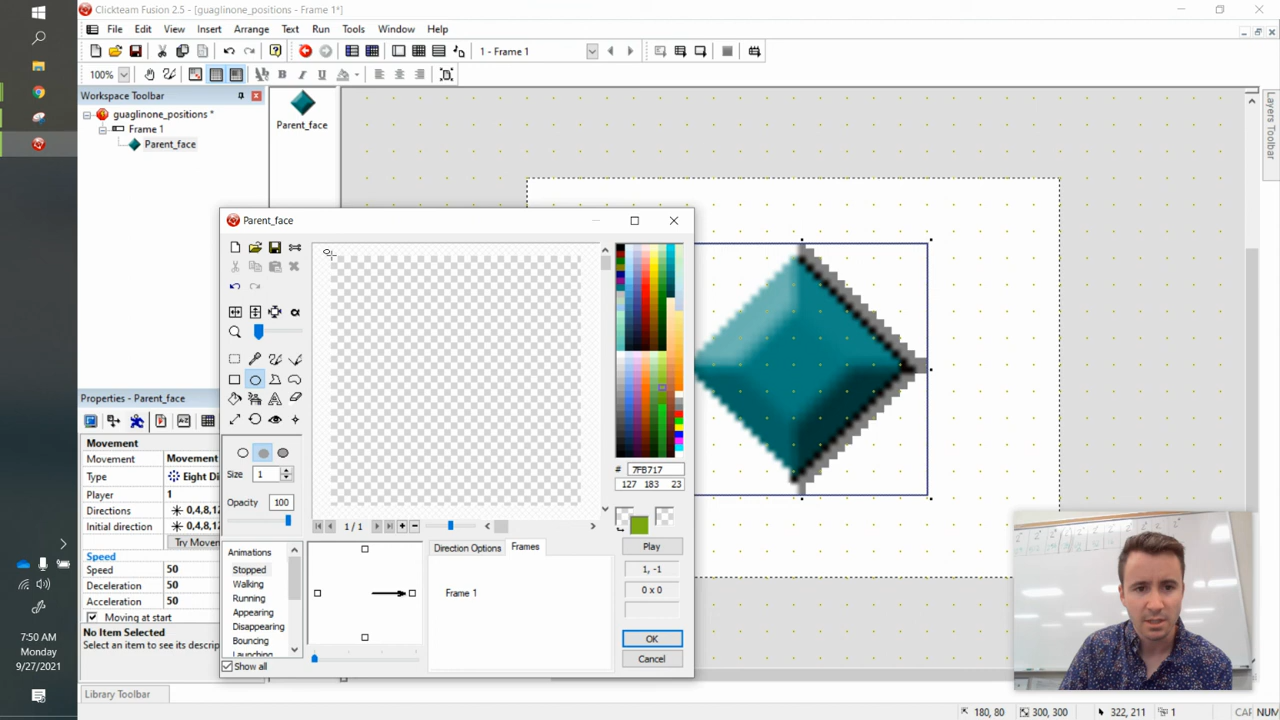 Clickteam Fusion 2.5 - [guaglinone_positions - Frame 1*]
File Edit View Insert Arrange Text Run Tools Window Help
1 - Frame 1
100%
B I U
Workspace Toolbar
guaglinone_positions *
Frame 1
Parent_face
Parent_face
Layers Toolbar
Parent_face
# 7FB717
127 183 23
Size 1
Opacity 100
1 / 1
Animations
Stopped
Walking
Running
Appearing
Disappearing
Bouncing
Launching
Show all
Direction Options Frames
Frame 1
Play
1, -1
0 x 0
OK
Cancel
Properties - Parent_face
Movement
Movement Movement
Type Eight Di
Player 1
Directions 0,4,8,12
Initial direction 0,4,8,12
Try Movem
Speed
Speed 50
Deceleration 50
Acceleration 50
Moving at start
No Item Selected
Select an item to see its descrip
Library Toolbar
7:50 AM
Monday
9/27/2021
180, 80 300, 300 322, 211 1 CAP NUM